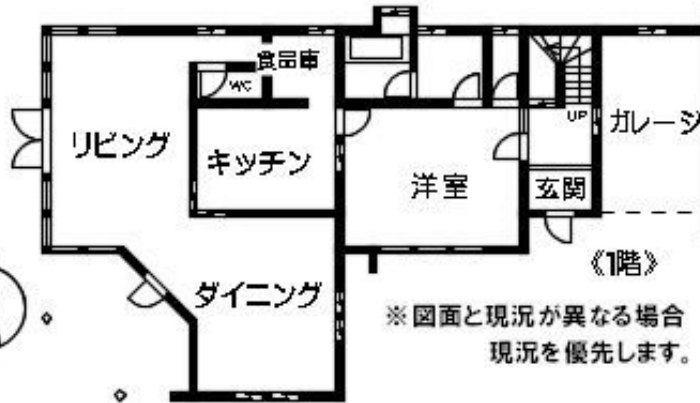 食品庫
WC
UP
リビング
キッチン
洋室
玄関
ガレージ
ダイニング
《1階》
※図面と現況が異なる場合
現況を優先します。